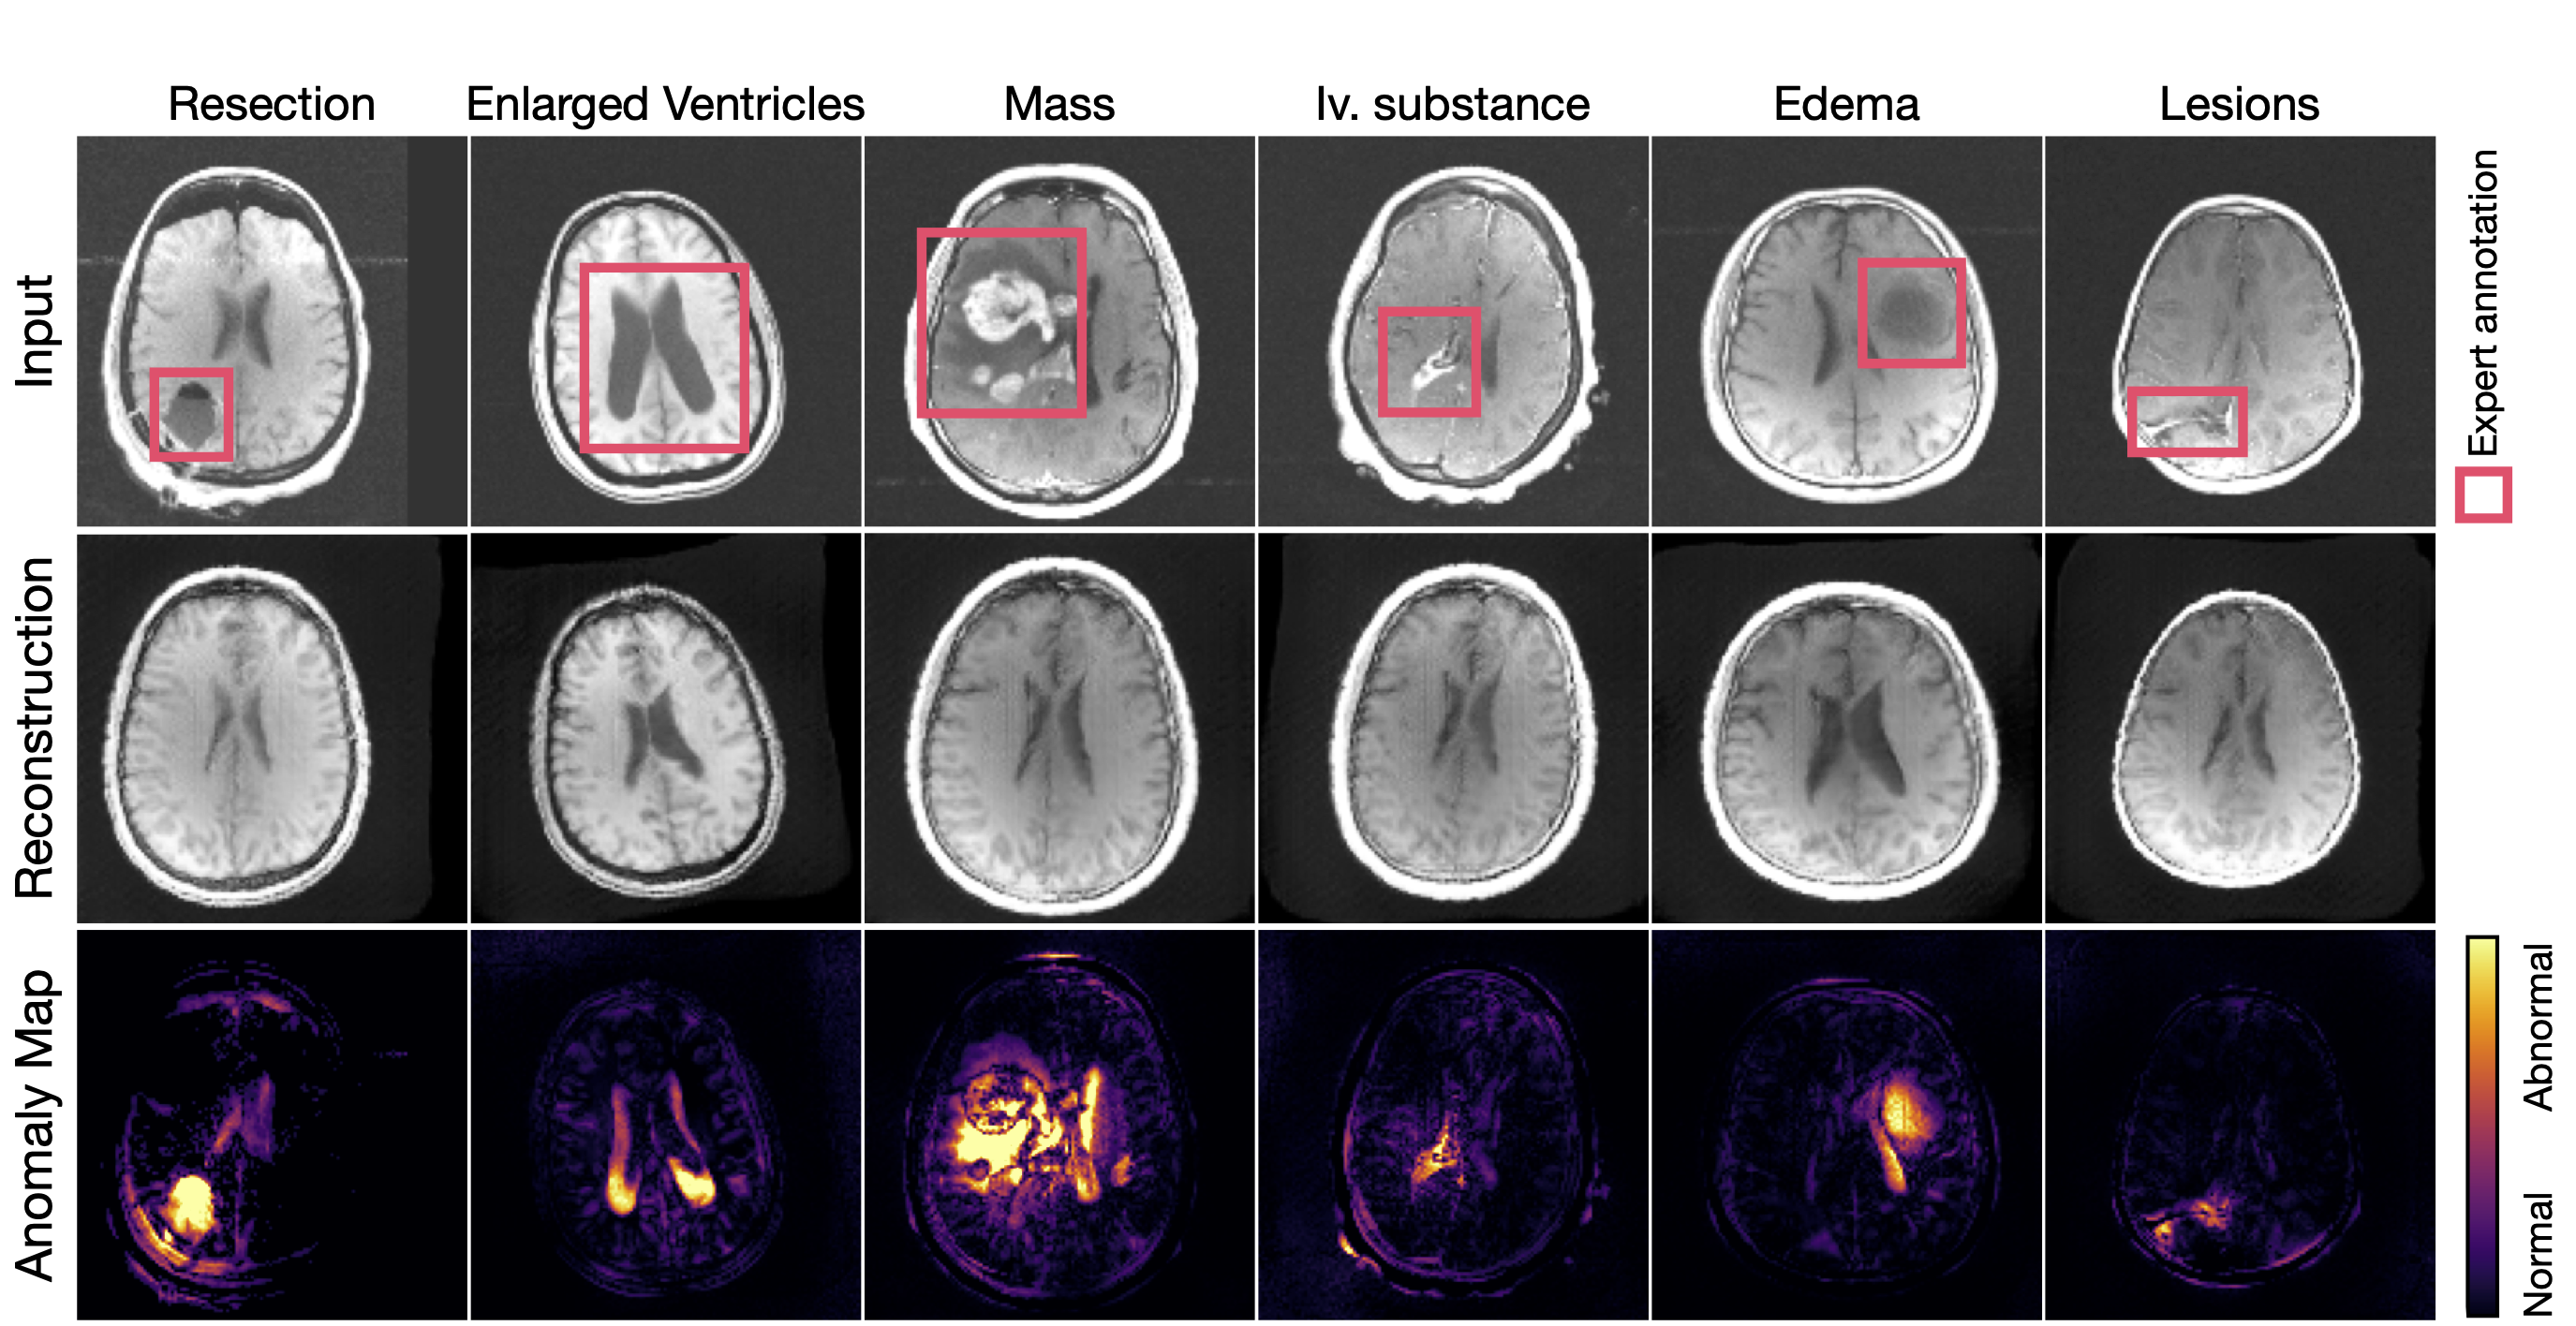 Resection
Enlarged Ventricles
Mass
Iv. substance
Edema
Lesions
Input
Expert annotation
Reconstruction
Anomaly Map
Abnormal
Normal